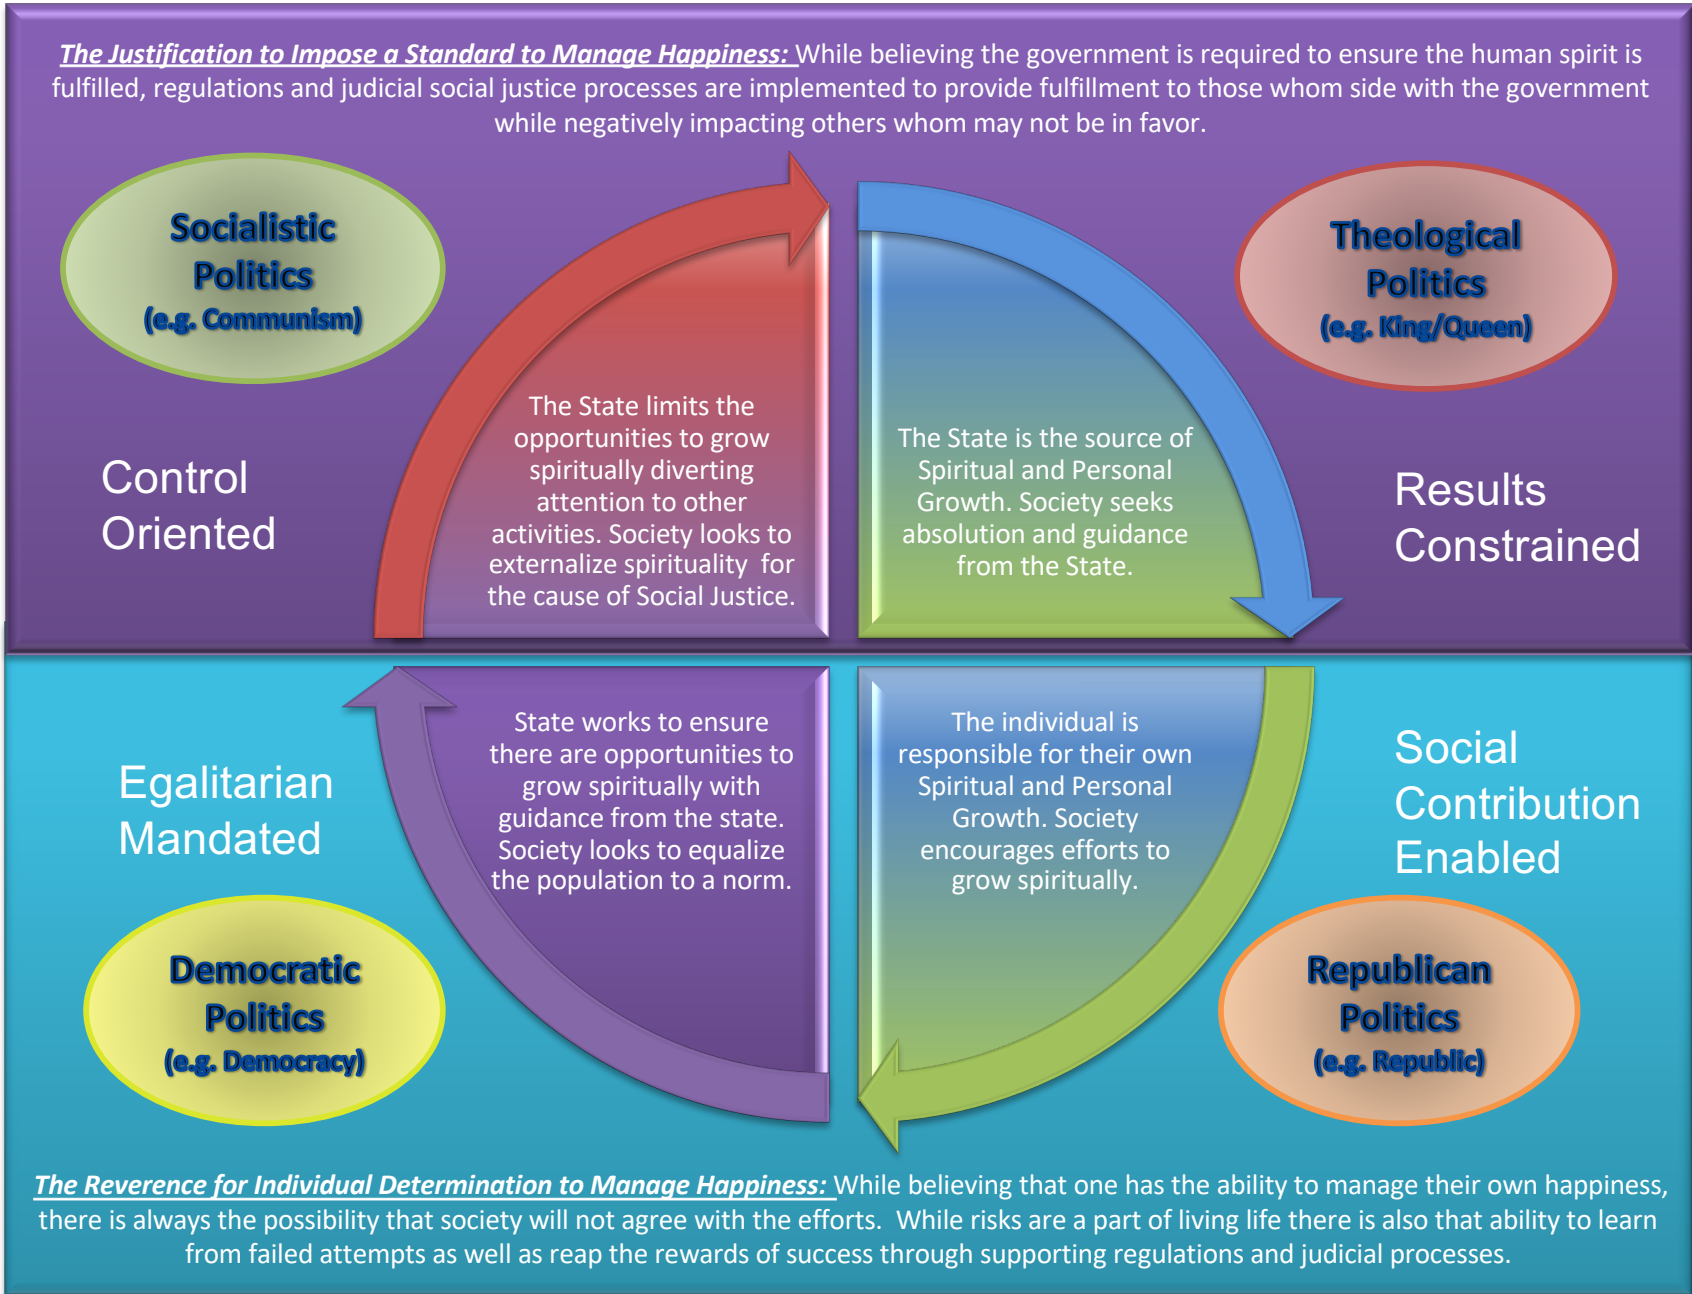 The Justification to Impose a Standard to Manage Happiness: While believing the government is required to ensure the human spirit is
fulfilled, regulations and judicial social justice processes are implemented to provide fulfillment to those whom side with the government
while negatively impacting others whom may not be in favor.
Socialistic
Politics
(e.g. Communism)
Theological
Politics
(e.g. King/Queen)
Control
Oriented
The State limits the
opportunities to grow
spiritually diverting
attention to other
activities. Society looks to
externalize spirituality for
the cause of Social Justice.
The State is the source of
Spiritual and Personal
Growth. Society seeks
absolution and guidance
from the State.
Results
Constrained
Egalitarian
Mandated
State works to ensure
there are opportunities to
grow spiritually with
guidance from the state.
Society looks to equalize
the population to a norm.
The individual is
responsible for their own
Spiritual and Personal
Growth. Society
encourages efforts to
grow spiritually.
Social
Contribution
Enabled
Democratic
Politics
(e.g. Democracy)
Republican
Politics
(e.g. Republic)
The Reverence for Individual Determination to Manage Happiness: While believing that one has the ability to manage their own happiness,
there is always the possibility that society will not agree with the efforts. While risks are a part of living life there is also that ability to learn
from failed attempts as well as reap the rewards of success through supporting regulations and judicial processes.